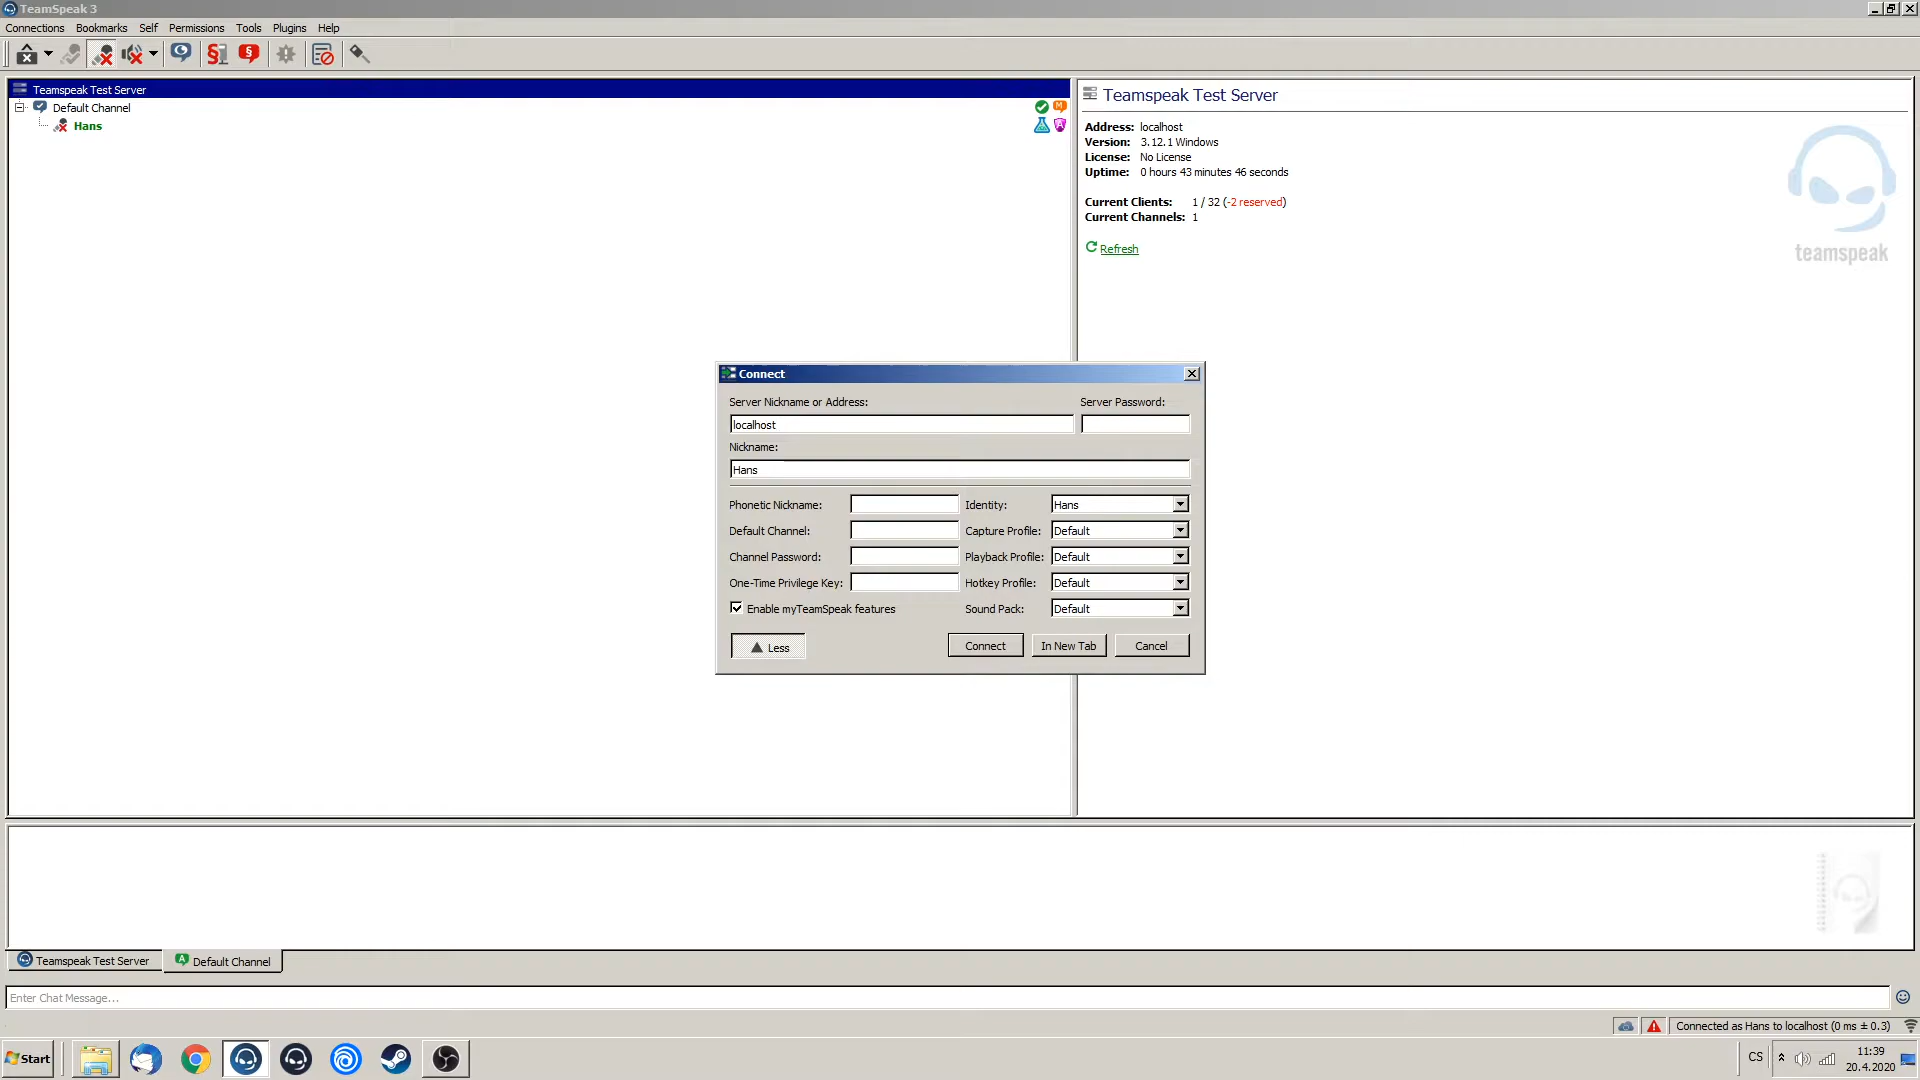 TeamSpeak 3
Connections Bookmarks Self Permissions Tools Plugins Help
Teamspeak Test Server
Default Channel
M
Hans
A
Teamspeak Test Server
Address: localhost
Version: 3.12.1 Windows
License: No License
Uptime: 0 hours 43 minutes 46 seconds
Current Clients: 1 / 32 (-2 reserved)
Current Channels: 1
Refresh
teamspeak
Connect
Server Nickname or Address: Server Password:
localhost
Nickname:
Hans
Phonetic Nickname: Identity: Hans
Default Channel: Capture Profile: Default
Channel Password: Playback Profile: Default
One-Time Privilege Key: Hotkey Profile: Default
Enable myTeamSpeak features Sound Pack: Default
Less Connect In New Tab Cancel
Teamspeak Test Server Default Channel
Enter Chat Message...
Connected as Hans to localhost (0 ms ± 0.3)
Start CS 11:39
20.4.2020